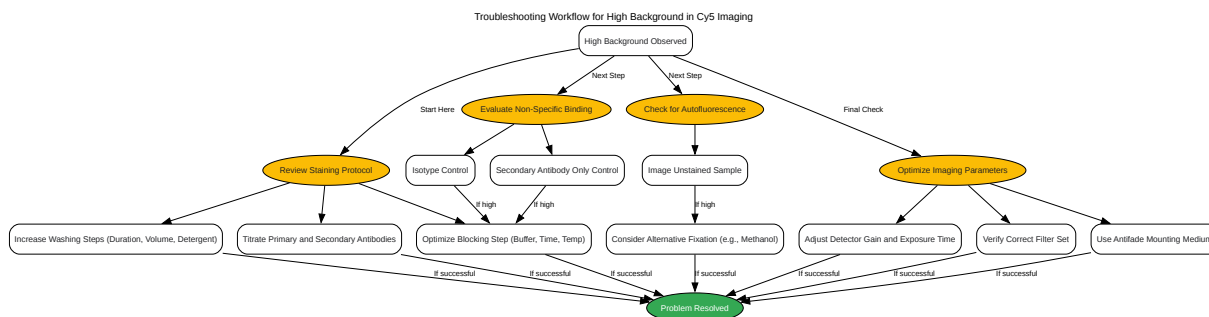 Troubleshooting Workflow for High Background in Cy5 Imaging
High Background Observed
Next Step
Next Step
Start Here
Evaluate Non-Specific Binding
Check for Autofluorescence
Final Check
Review Staining Protocol
Isotype Control
Secondary Antibody Only Control
Image Unstained Sample
Optimize Imaging Parameters
If high
If high
If high
Increase Washing Steps (Duration, Volume, Detergent)
Titrate Primary and Secondary Antibodies
Optimize Blocking Step (Buffer, Time, Temp)
Consider Alternative Fixation (e.g., Methanol)
Adjust Detector Gain and Exposure Time
Verify Correct Filter Set
Use Antifade Mounting Medium
If successful
If successful
If successful
If successful
If successful
If successful
If successful
Problem Resolved